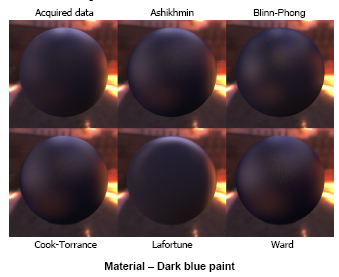 Acquired data Ashikhmin Blinn-Phong
Cook-Torrance Lafortune Ward
Material – Dark blue paint